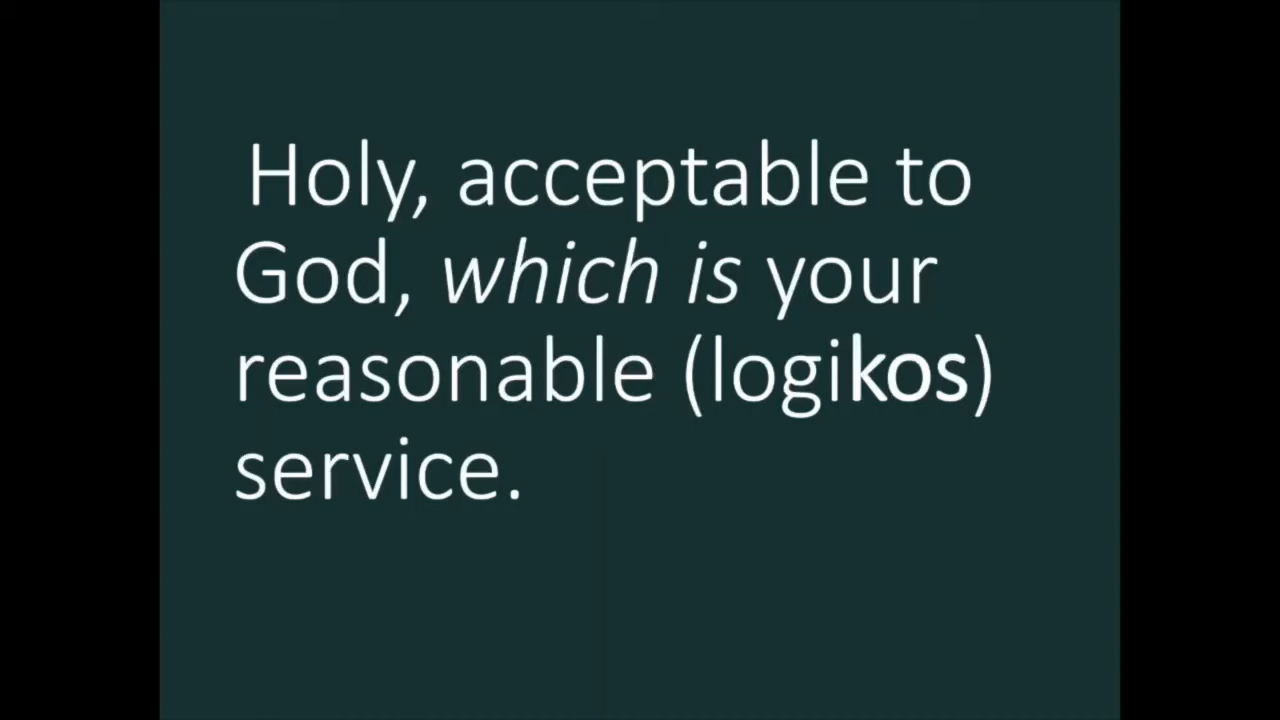 Holy, acceptable to
God, which is your
reasonable (logikos)
service.